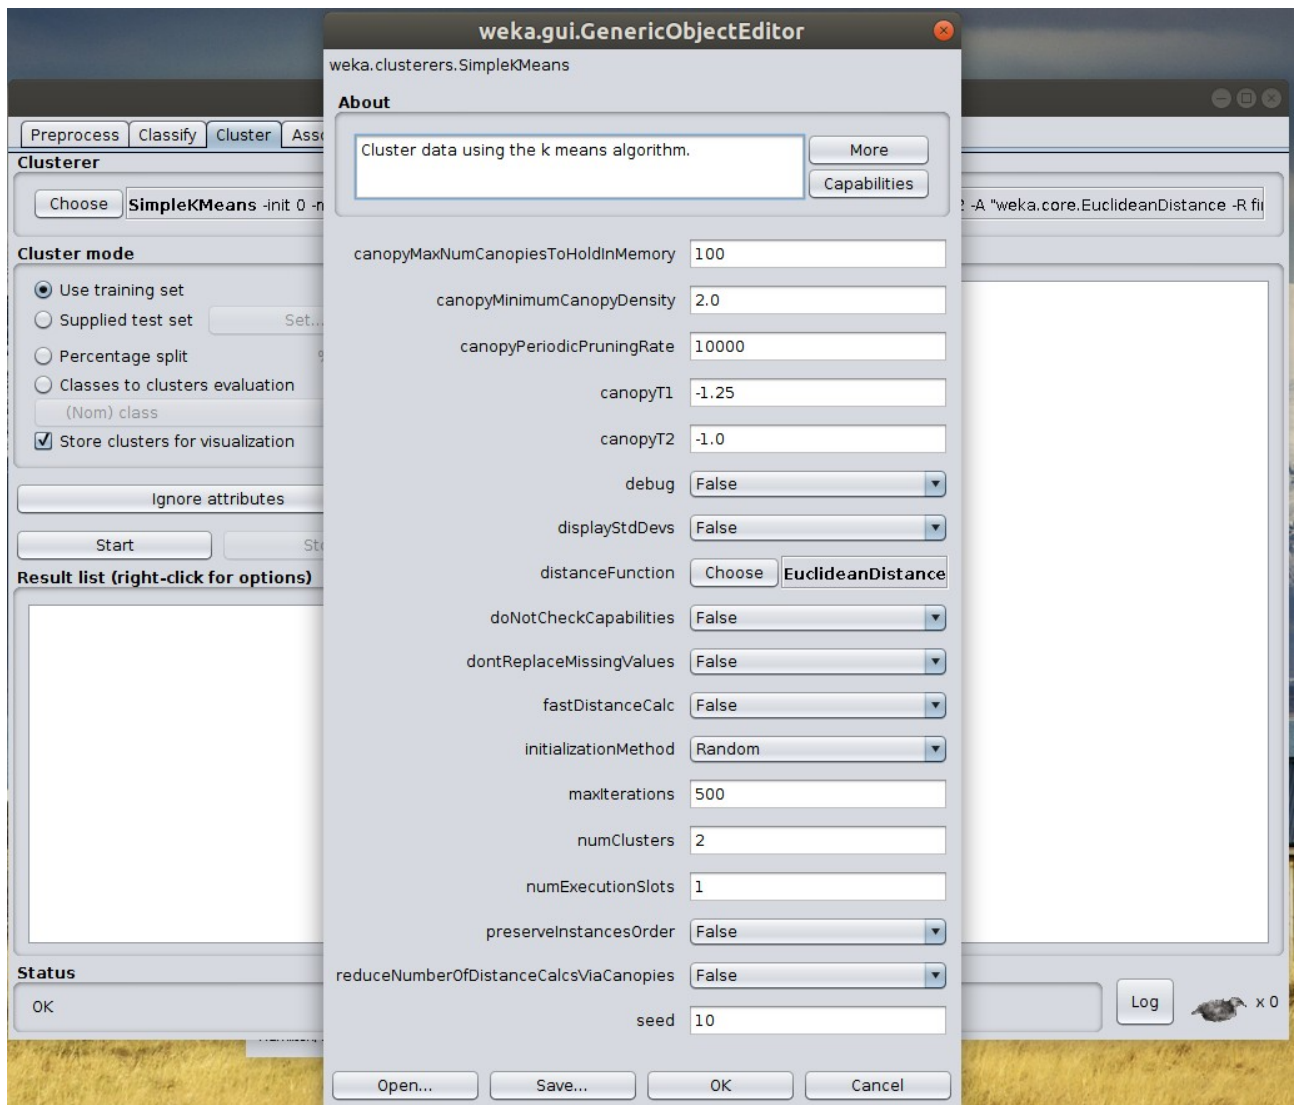 weka.gui.GenericObjectEditor
weka.clusterers.SimpleKMeans
About
Cluster data using the k means algorithm.
More
Capabilities
Preprocess Classify Cluster
Clusterer
Choose SimpleKMeans -init 0
-A "weka.core.EuclideanDistance -R
Cluster mode
Use training set
Supplied test set Set...
Percentage split
Classes to clusters evaluation
(Nom) class
Store clusters for visualization
Ignore attributes
Start
Result list (right-click for options)
Status
OK
canopyMaxNumCanopiesToHoldInMemory 100
canopyMinimumCanopyDensity 2.0
canopyPeriodicPruningRate 10000
canopyT1 -1.25
canopyT2 -1.0
debug False
displayStdDevs False
distanceFunction Choose EuclideanDistance
doNotCheckCapabilities False
dontReplaceMissingValues False
fastDistanceCalc False
initializationMethod Random
maxIterations 500
numClusters 2
numExecutionSlots 1
preserveInstancesOrder False
reduceNumberOfDistanceCalcsViaCanopies False
seed 10
Open... Save... OK Cancel
Log x 0